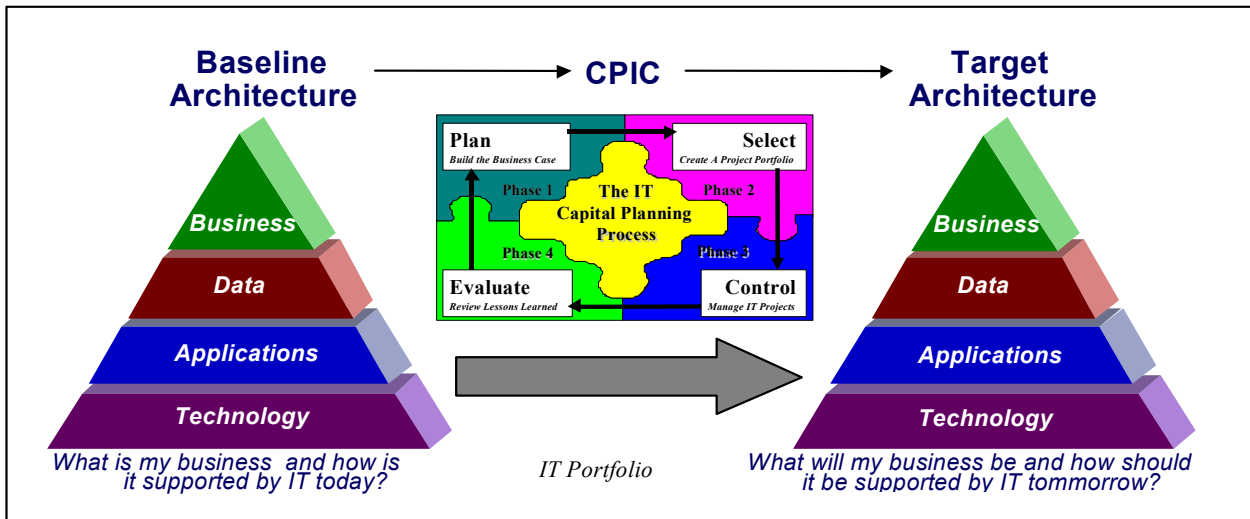 Baseline
Architecture
CPIC
Target
Architecture
Business
Data
Applications
Technology
What is my business and how is
it supported by IT today?
Plan
Build the Business Case
Select
Create A Project Portfolio
Phase 1
Phase 2
The IT
Capital Planning
Process
Phase 4
Phase 3
Evaluate
Review Lessons Learned
Control
Manage IT Projects
IT Portfolio
Business
Data
Applications
Technology
What will my business be and how should
it be supported by IT tommorrow?